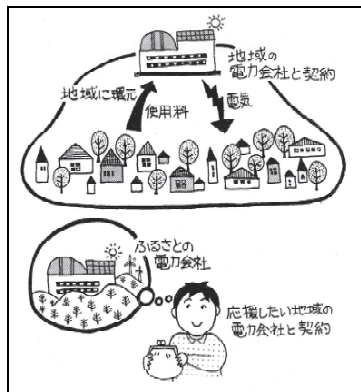 地域の
電力会社と契約
地域に還元
使用料
電気
ふるさとの
電力会社
応援したい地域の
電力会社と契約